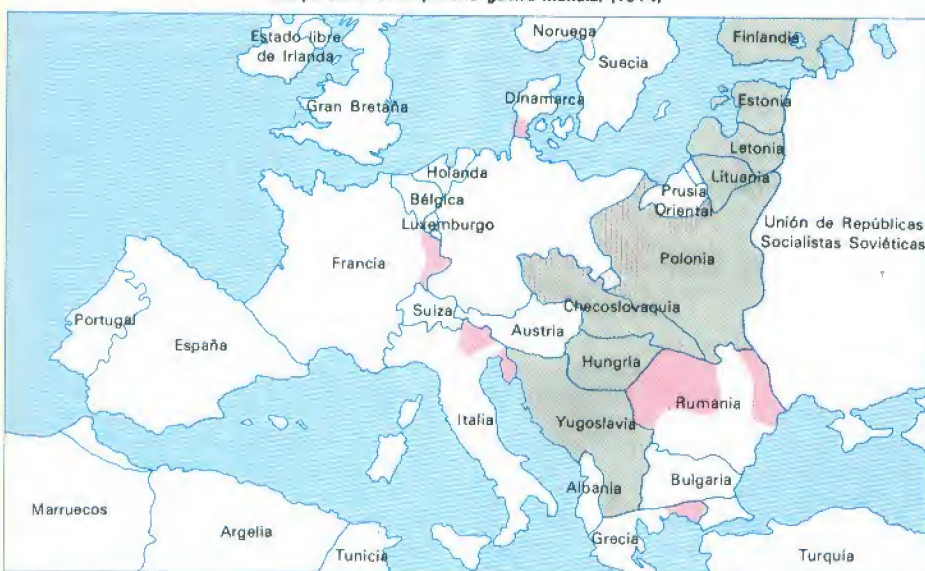 Estado libre
de Irlanda
Gran Bretaña
Noruega
Suecia
Finlandia
Dinamarca
Estonia
Letonia
Lituania
Prusia
Oriental
Holanda
Bélgica
Luxemburgo
Unión de Repúblicas
Socialistas Soviéticas
Polonia
Francia
Checoslovaquia
Suiza
Austria
Portugal
España
Hungría
Rumania
Italia
Yugoslavia
Bulgaria
Albania
Marruecos
Argelia
Tunicia
Grecia
Turquía